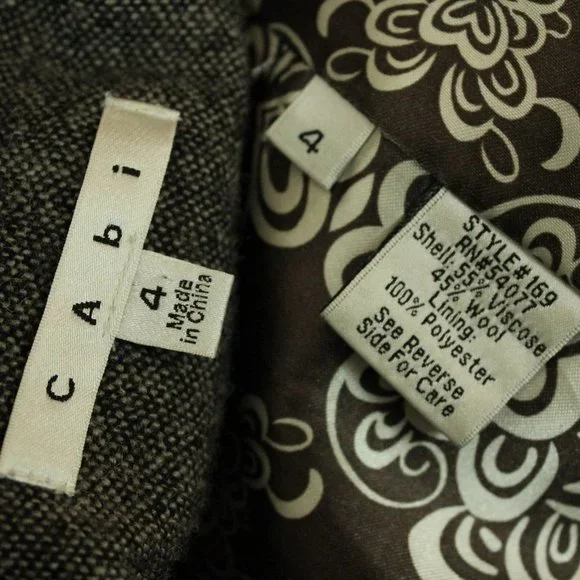 CAbi
4
Made
in China
4
STYLE#169
RN#54077
Shell: 55% Viscose
45% Wool
Lining:
100% Polyester
See Reverse
Side For Care